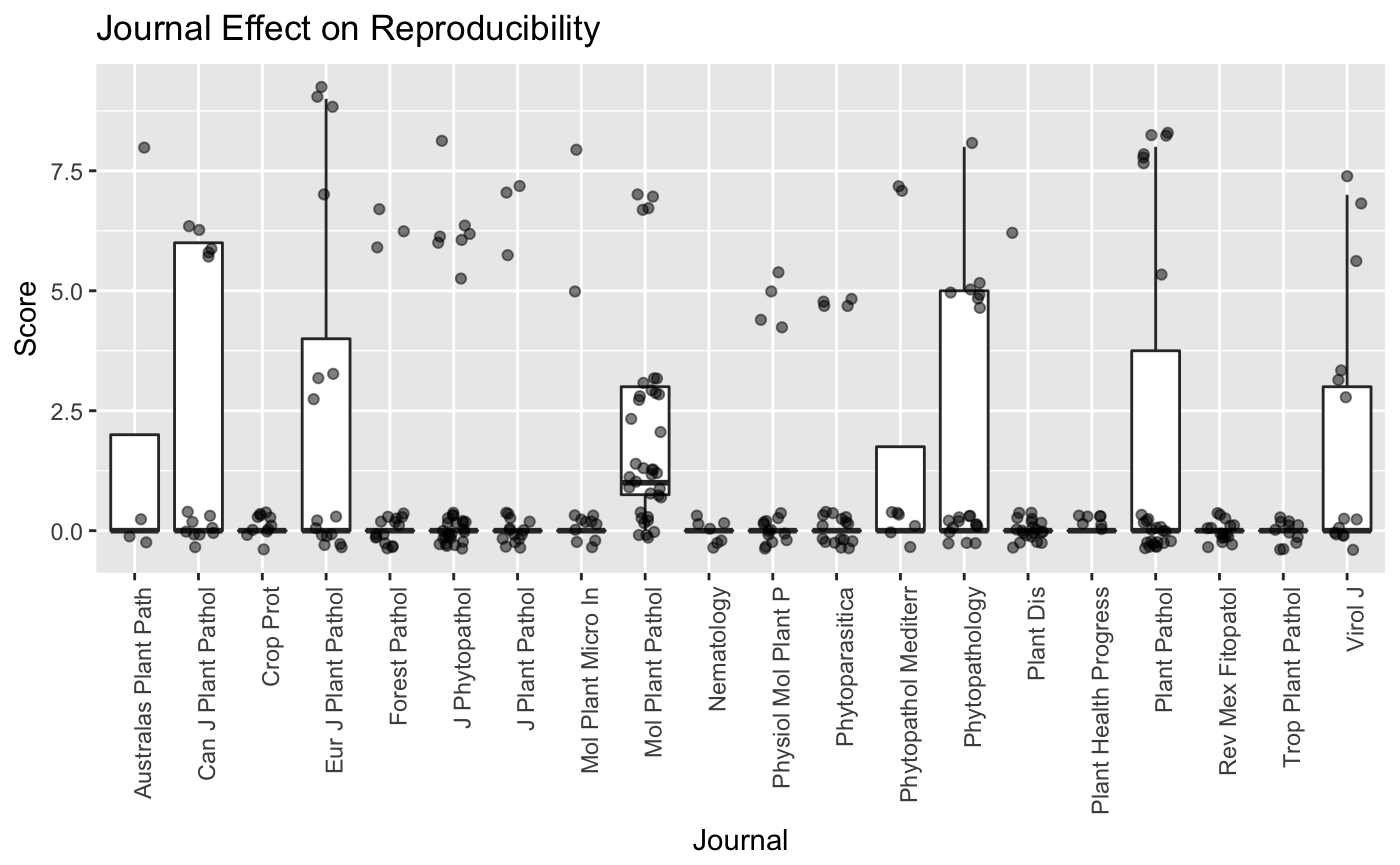 Journal Effect on Reproducibility
Score
7.5
5.0
2.5
0.0
Australas Plant Path
Can J Plant Pathol
Crop Prot
Eur J Plant Pathol
Forest Pathol
J Phytopathol
J Plant Pathol
Mol Plant Micro In
Mol Plant Pathol
Nematology
Physiol Mol Plant P
Phytoparasitica
Phytopathol Mediterr
Phytopathology
Plant Dis
Plant Health Progress
Plant Pathol
Rev Mex Fitopatol
Trop Plant Pathol
Virol J
Journal